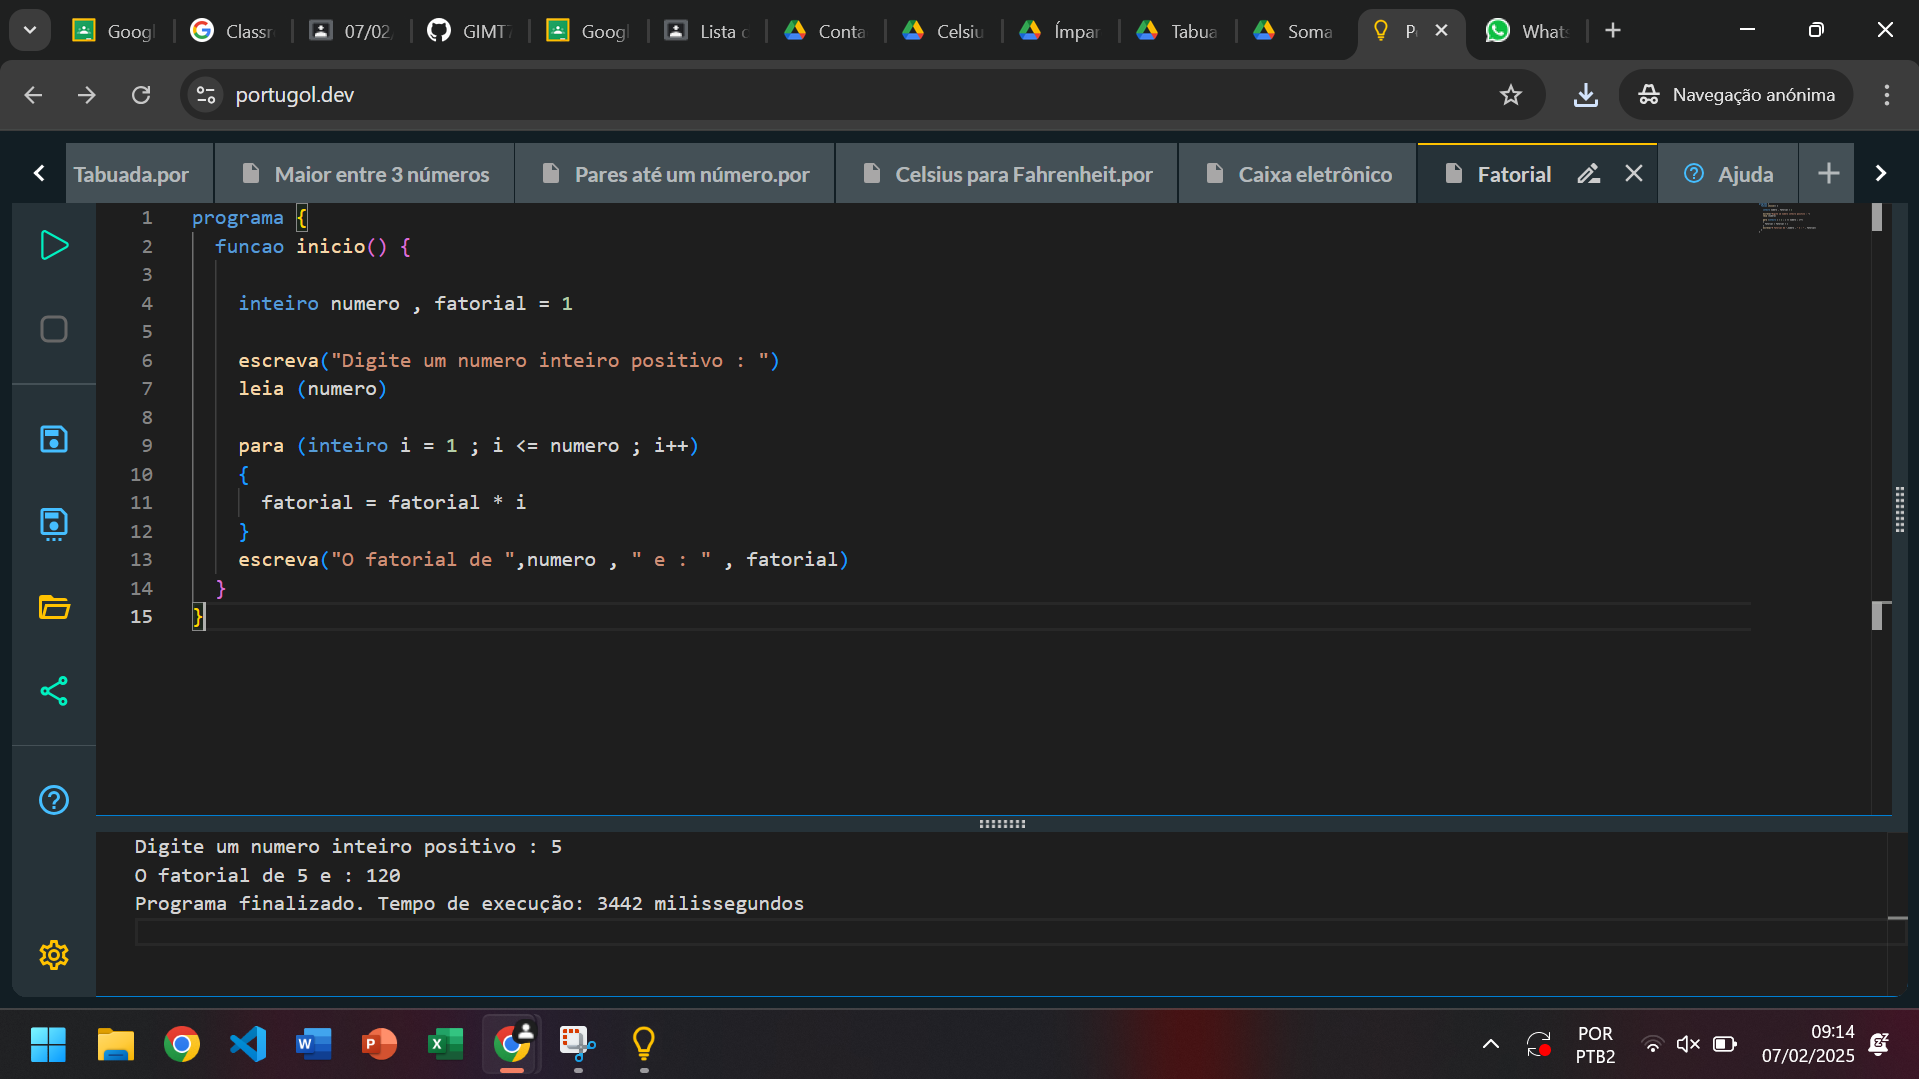 Googl
Classr
07/02/
GIMT7
Googl
Lista d
Conta
Celsiu
Ímpar
Tabua
Soma
What
portugol.dev
Navegação anónima
Tabuada.por
Maior entre 3 números
Pares até um número.por
Celsius para Fahrenheit.por
Caixa eletrônico
Fatorial
Ajuda
1 programa {
2 funcao inicio() {
3
4 inteiro numero , fatorial = 1
5
6 escreva("Digite um numero inteiro positivo : ")
7 leia (numero)
8
9 para (inteiro i = 1 ; i <= numero ; i++)
10 {
11 fatorial = fatorial * i
12 }
13 escreva("O fatorial de ",numero , " e : " , fatorial)
14 }
15 }
Digite um numero inteiro positivo : 5
O fatorial de 5 e : 120
Programa finalizado. Tempo de execução: 3442 milissegundos
POR
PTB2
09:14
07/02/2025